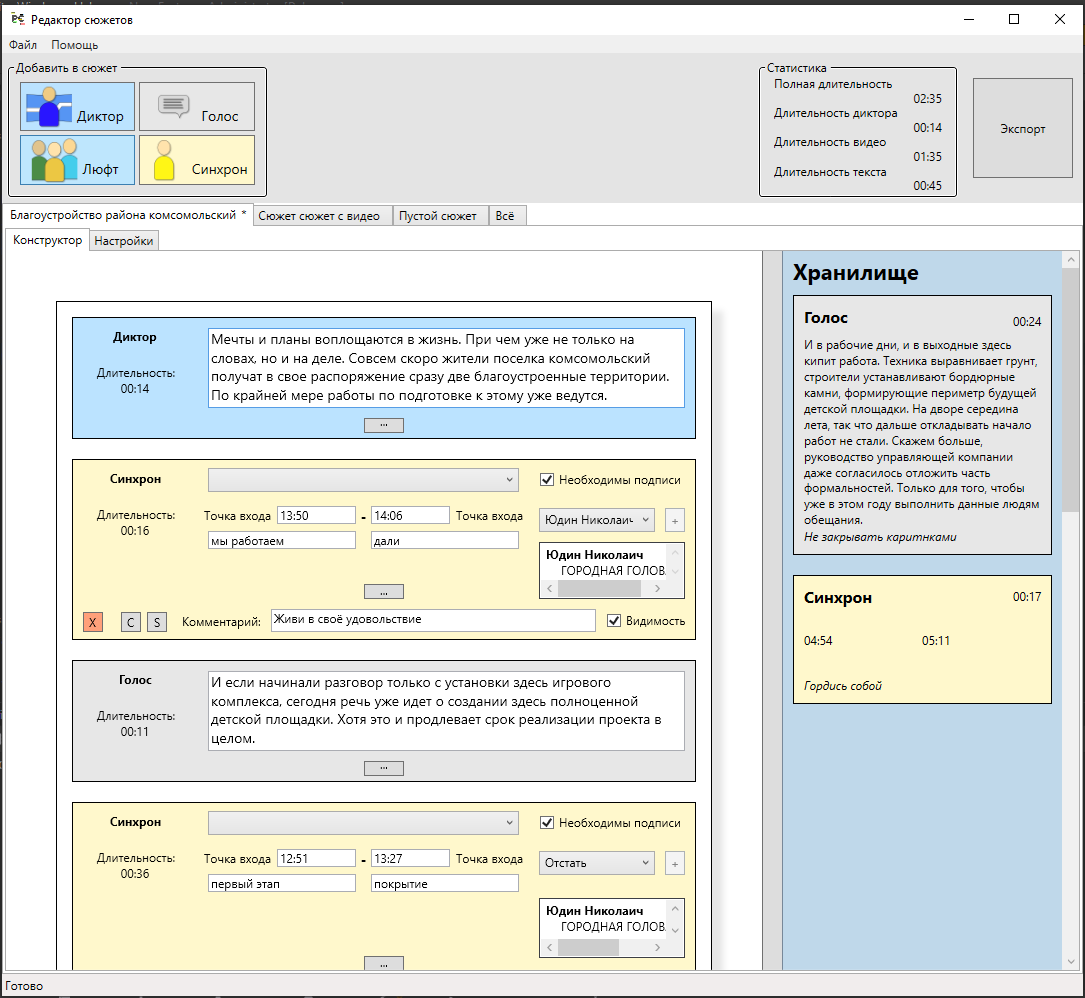 Редактор сюжетов
Файл Помощь
Добавить в сюжет
Диктор
Голос
Люфт
Синхрон
Статистика
Полная длительность
02:35
Длительность диктора
00:14
Длительность видео
01:35
Длительность текста
00:45
Экспорт
Благоустройство района комсомольский *
Сюжет сюжет с видео
Пустой сюжет
Всё
Конструктор
Настройки
Диктор
Длительность:
00:14
Мечты и планы воплощаются в жизнь. При чем уже не только на
словах, но и на деле. Совсем скоро жители поселка комсомольский
получат в свое распоряжение сразу две благоустроенные территории.
По крайней мере работы по подготовке к этому уже ведутся.
...
Синхрон
Необходимы подписи
Длительность:
00:16
Точка входа 13:50 - 14:06 Точка входа
мы работаем
дали
Юдин Николаич
+
Юдин Николаич
ГОРОДНАЯ ГОЛОВ
...
X
C
S
Комментарий:
Живи в своё удовольствие
Видимость
Голос
Длительность:
00:11
И если начинали разговор только с установки здесь игрового
комплекса, сегодня речь уже идет о создании здесь полноценной
детской площадки. Хотя это и продлевает срок реализации проекта в
целом.
...
Синхрон
Необходимы подписи
Длительность:
00:36
Точка входа 12:51 - 13:27 Точка входа
первый этап
покрытие
Отстать
+
Юдин Николаич
ГОРОДНАЯ ГОЛОВ
...
Хранилище
Голос
00:24
И в рабочие дни, и в выходные здесь
кипит работа. Техника выравнивает грунт,
строители устанавливают бордюрные
камни, формирующие периметр будущей
детской площадки. На дворе середина
лета, так что дальше откладывать начало
работ не стали. Скажем больше,
руководство управляющей компании
даже согласилось отложить часть
формальностей. Только для того, чтобы
уже в этом году выполнить данные людям
обещания.
Не закрывать каритнками
Синхрон
00:17
04:54
05:11
Гордись собой
Готово